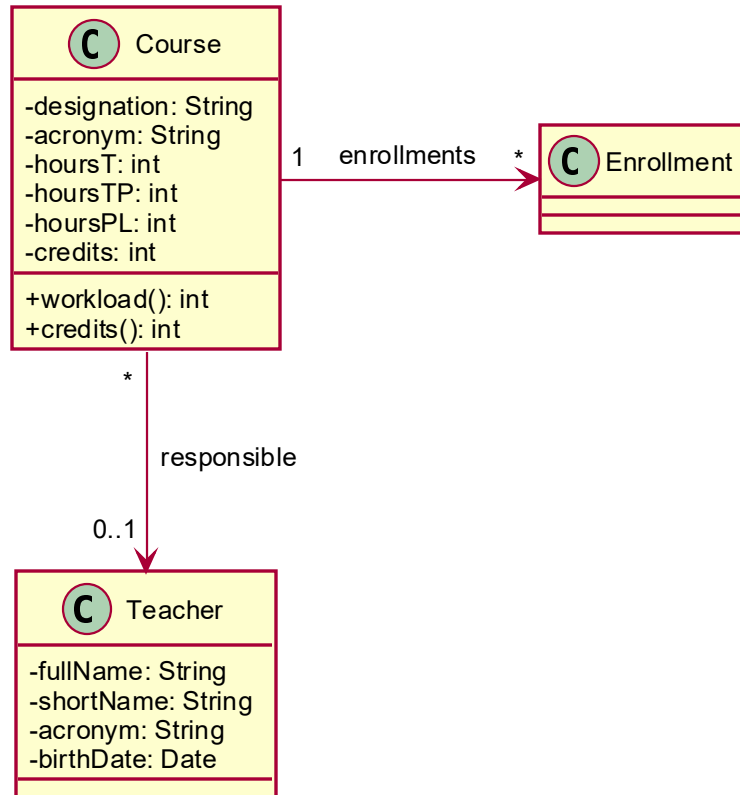 C Course
-designation: String
-acronym: String
-hoursT: int
-hoursTP: int
-hoursPL: int
-credits: int
+workload(): int
+credits(): int
1 enrollments *
C Enrollment
*
responsible
0..1
C Teacher
-fullName: String
-shortName: String
-acronym: String
-birthDate: Date